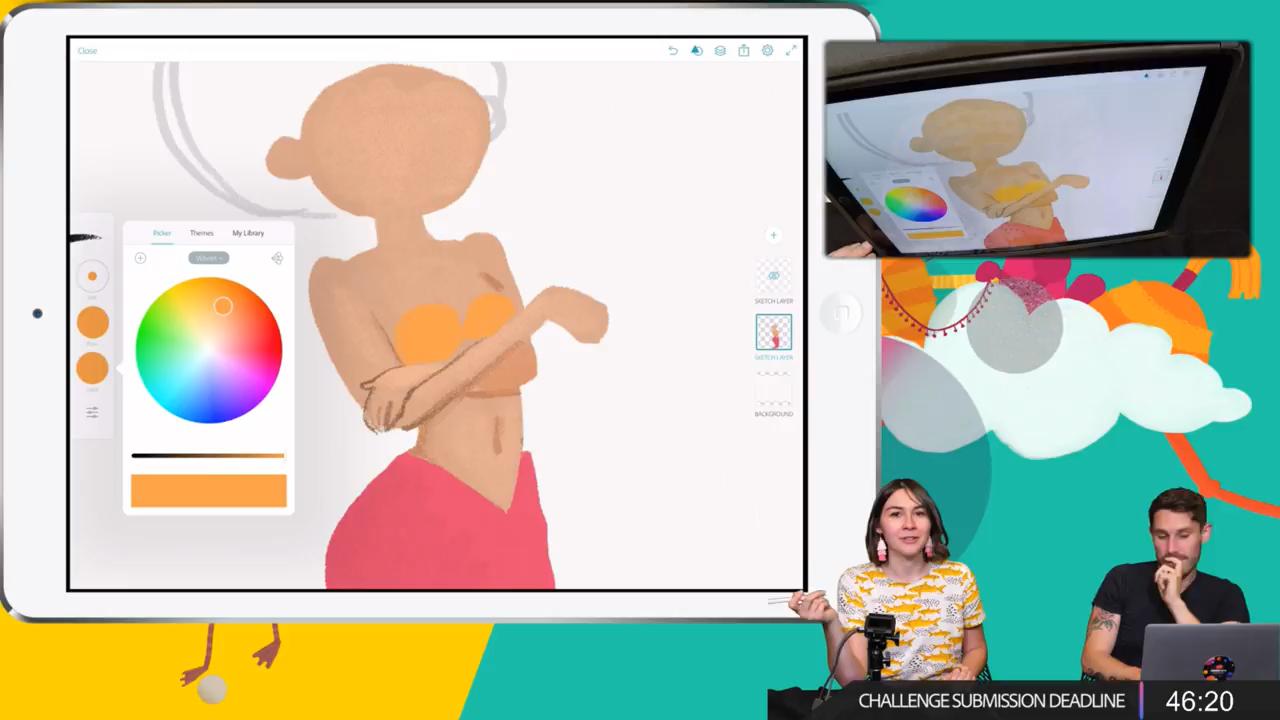 Close
Picker
Themes
My Library
SKETCH LAYER
SKETCH LAYER
BACKGROUND
CHALLENGE SUBMISSION DEADLINE
46:20